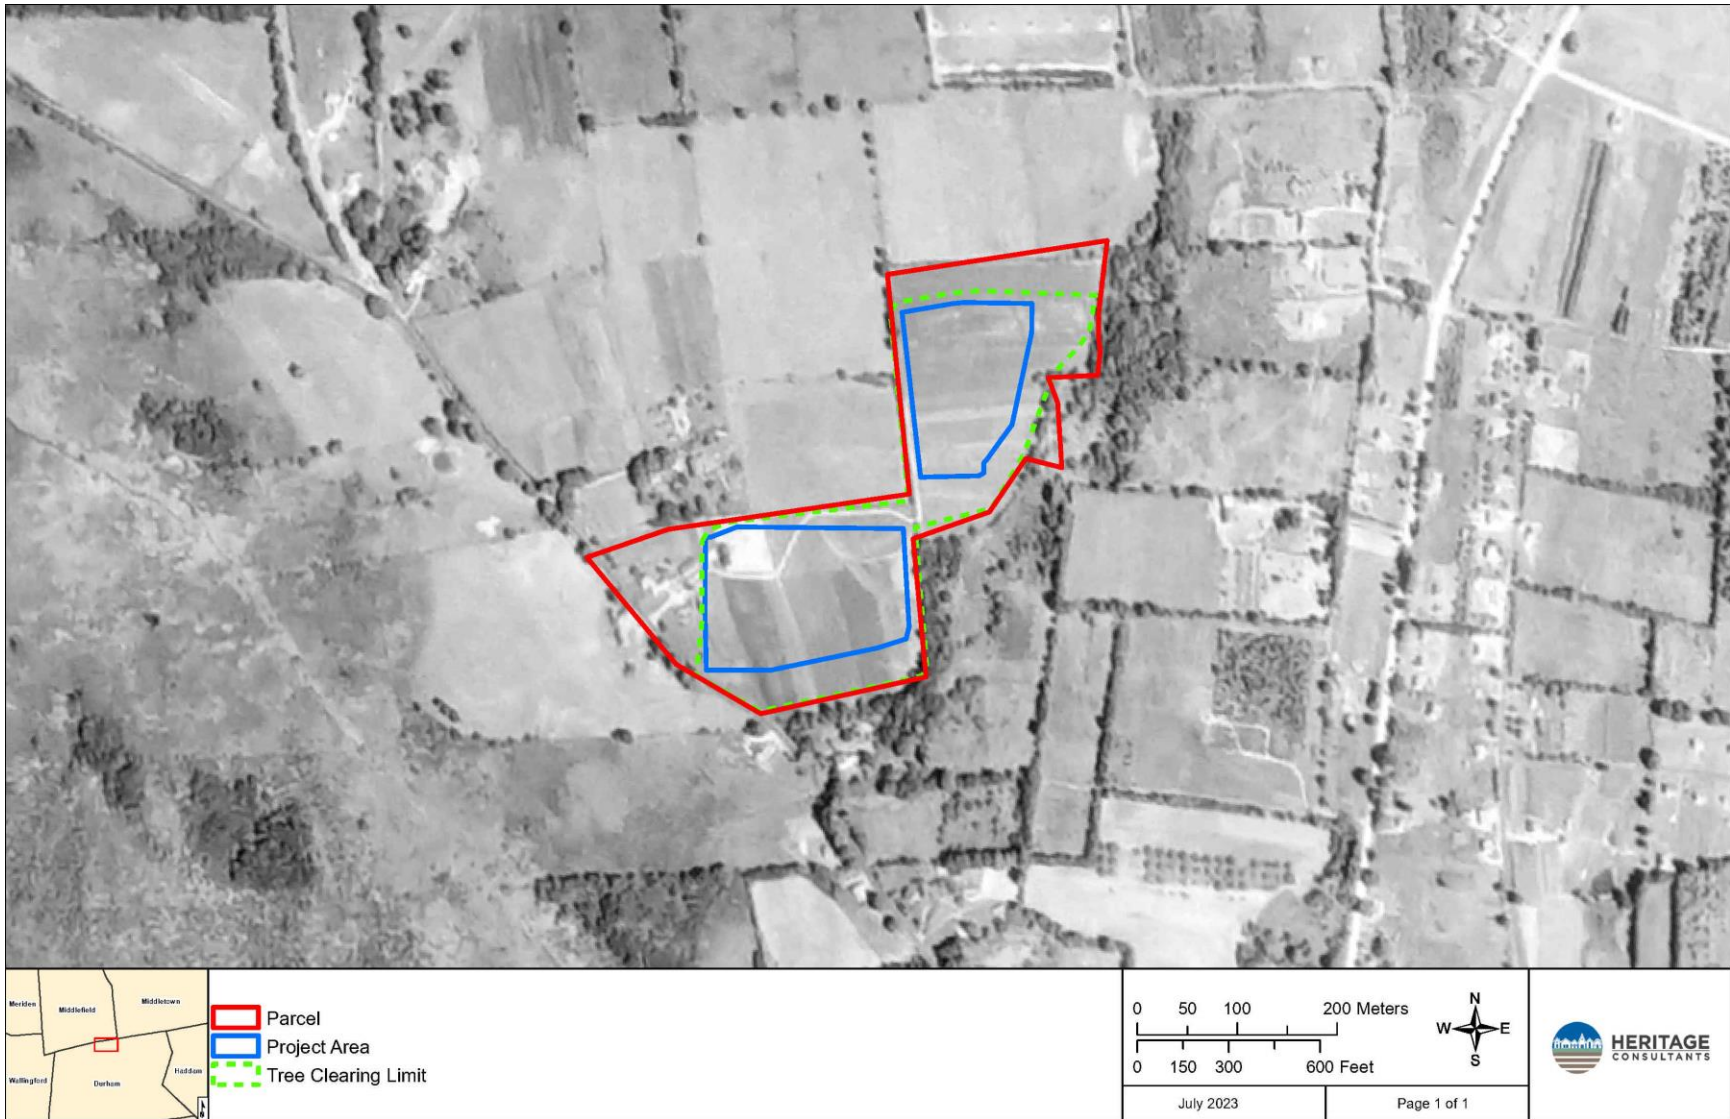 Meriden
Middlefield
Middletown
Wallingford
Durham
Haddam
N
Parcel
Project Area
Tree Clearing Limit
0 50 100 200 Meters
0 150 300 600 Feet
N
W E
S
July 2023
Page 1 of 1
HERITAGE
CONSULTANTS